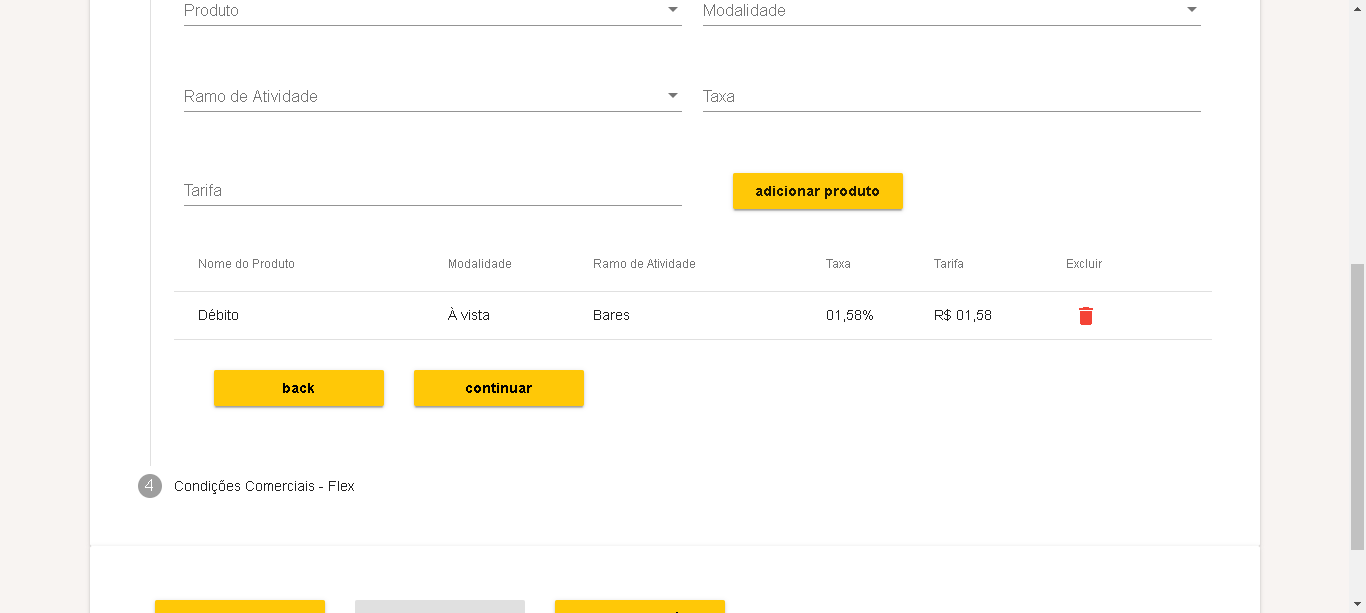 Produto Modalidade
Ramo de Atividade Taxa
Tarifa adicionar produto
Nome do Produto Modalidade Ramo de Atividade Taxa Tarifa Excluir
Débito À vista Bares 01,58% R$ 01,58
back continuar
4 Condições Comerciais - Flex